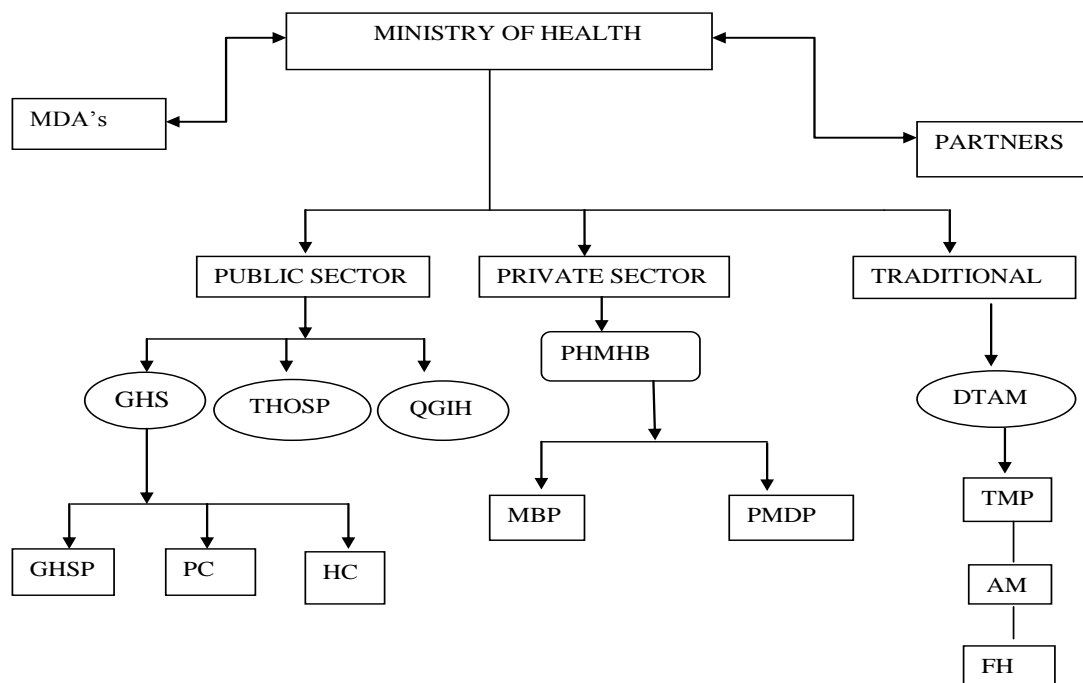 MINISTRY OF HEALTH
MDA's
PARTNERS
PUBLIC SECTOR
PRIVATE SECTOR
TRADITIONAL
PHMHB
GHS
THOSP
QGIH
DTAM
MBP
PMDP
TMP
GHSP
PC
HC
AM
FH